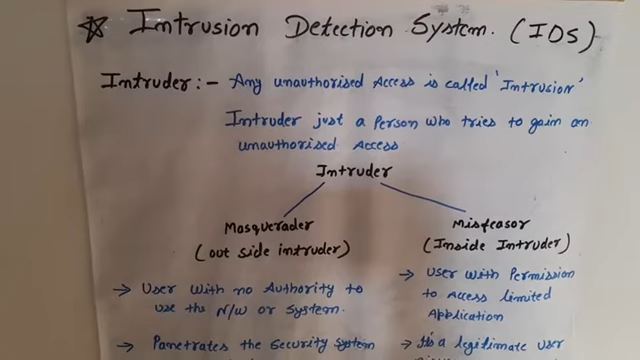 ☆ Intrusion Detection System. (IDS)
Intruder:- Any unauthorised Access is called 'Intrusion'
Intruder just a Person who tries to gain an
unauthorised Access
Intruder
Masquerader
(out side intruder)
→ User with no Authority to
use the N/W or System.
→ Panetrates the Security System
Misfeasor
(Inside Intruder)
→ User with Permission
to Access limited
Application
→ It's a legitimate user